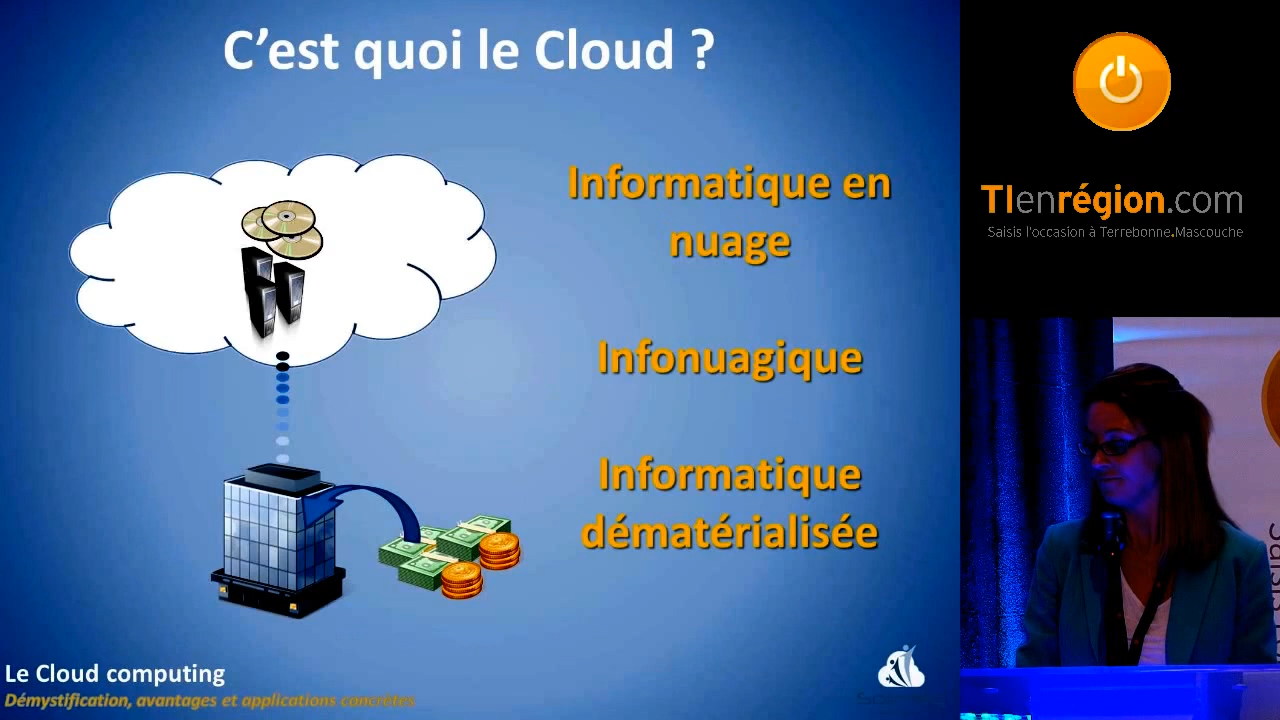 C'est quoi le Cloud ?
Informatique en
nuage
Infonuagique
Informatique
dématérialisée
Le Cloud computing
Démystification, avantages et applications concrètes
TIenrégion.com
Saisis l'occasion à Terrebonne.Mascouche